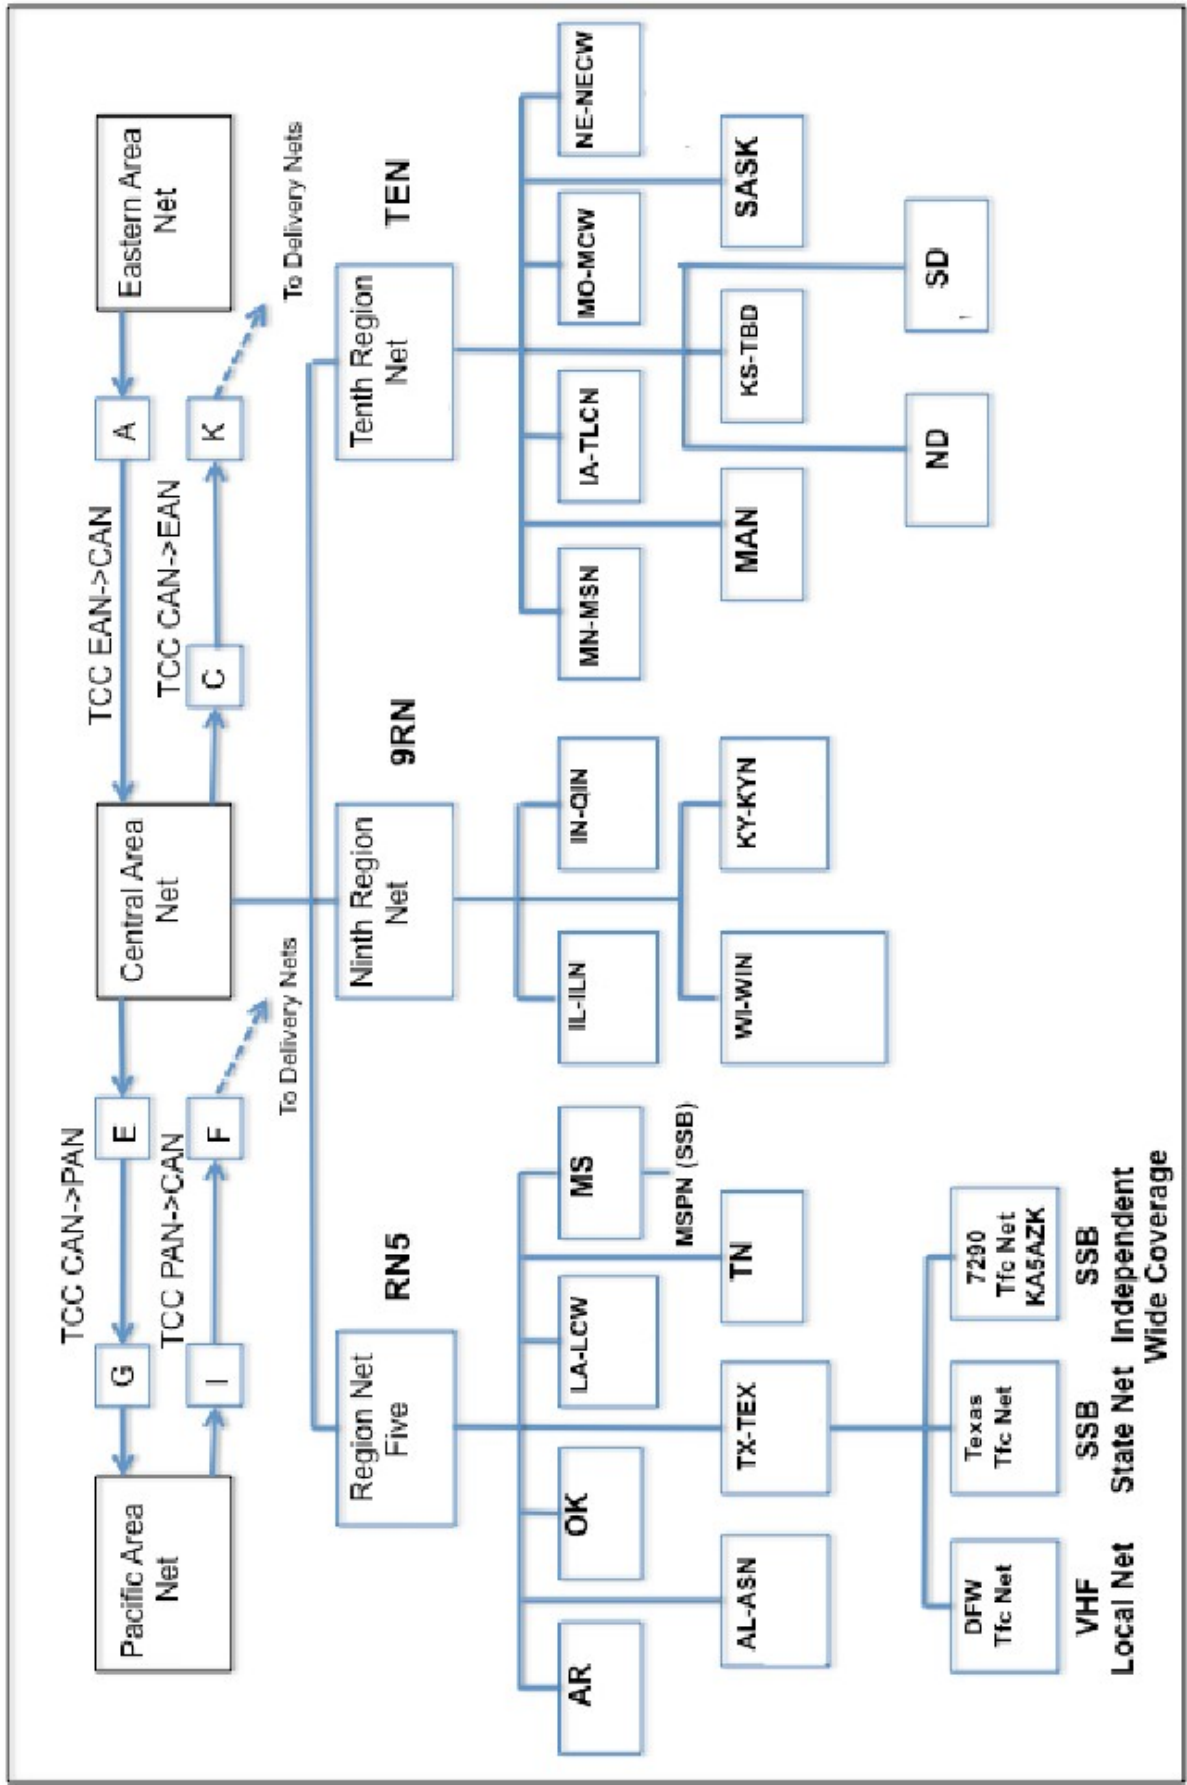 TCC CAN->PAN
TCC EAN->CAN
Pacific Area
Net
G
E
Central Area
Net
A
Eastern Area
Net
TCC PAN->CAN
TCC CAN->EAN
I
F
C
K
To Delivery Nets
To Delivery Nets
Region Net
Five
RN5
Ninth Region
Net
9RN
Tenth Region
Net
TEN
AR
OK
LA-LCW
MS
MSPN (SSB)
AL-ASN
TX-TEX
TN
IL-ILN
IN-QIN
WI-WIN
KY-KYN
MN-MSN
IA-TLCN
MO-MCW
NE-NECW
MAN
KS-TBD
SASK
ND
SD
DFW
Tfc Net
Texas
Tfc Net
7290
Tfc Net
KA5AZK
VHF
Local Net
SSB
State Net
SSB
Independent
Wide Coverage